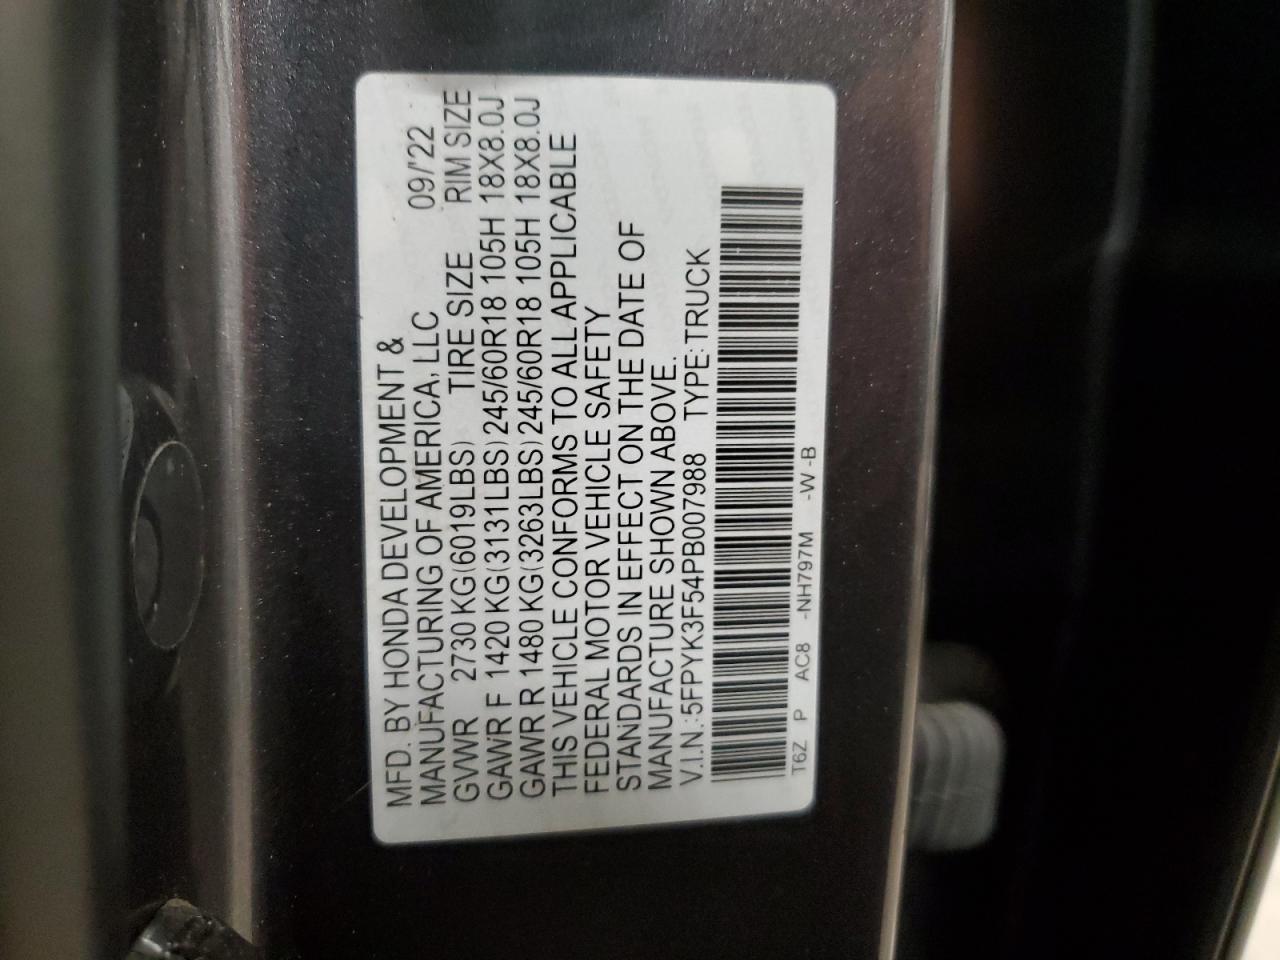 MFD. BY HONDA DEVELOPMENT &
MANUFACTURING OF AMERICA, LLC 09/'22
GVWR 2730 KG(6019LBS) TIRE SIZE RIM SIZE
GAWR F 1420 KG(3131LBS) 245/60R18 105H 18X8.0J
GAWR R 1480 KG(3263LBS) 245/60R18 105H 18X8.0J
THIS VEHICLE CONFORMS TO ALL APPLICABLE
FEDERAL MOTOR VEHICLE SAFETY
STANDARDS IN EFFECT ON THE DATE OF
MANUFACTURE SHOWN ABOVE.
V.I.N.:5FPYK3F54PB007988 TYPE:TRUCK
T6Z P AC8 -NH797M -W -B